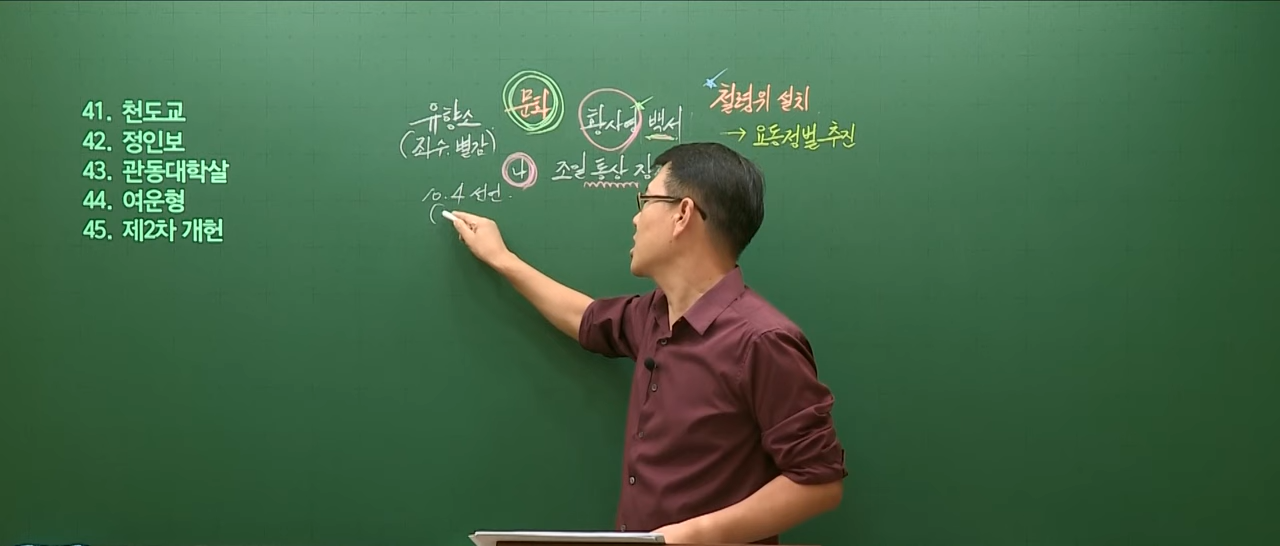 41. 천도교
42. 정인보
43. 관동대학살
44. 여운형
45. 제2차 개헌
유향소
(좌수, 별감)
문화
황사영 백서
철령위 설치
→ 요동정벌 추진
나
조일 통상 장
10.4 선언
(